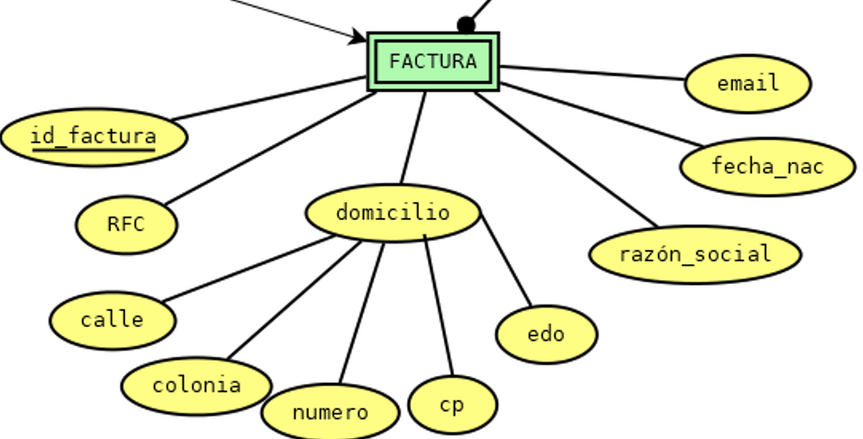 FACTURA
email
id_factura
fecha_nac
RFC
domicilio
razón_social
calle
edo
colonia
numero
cp